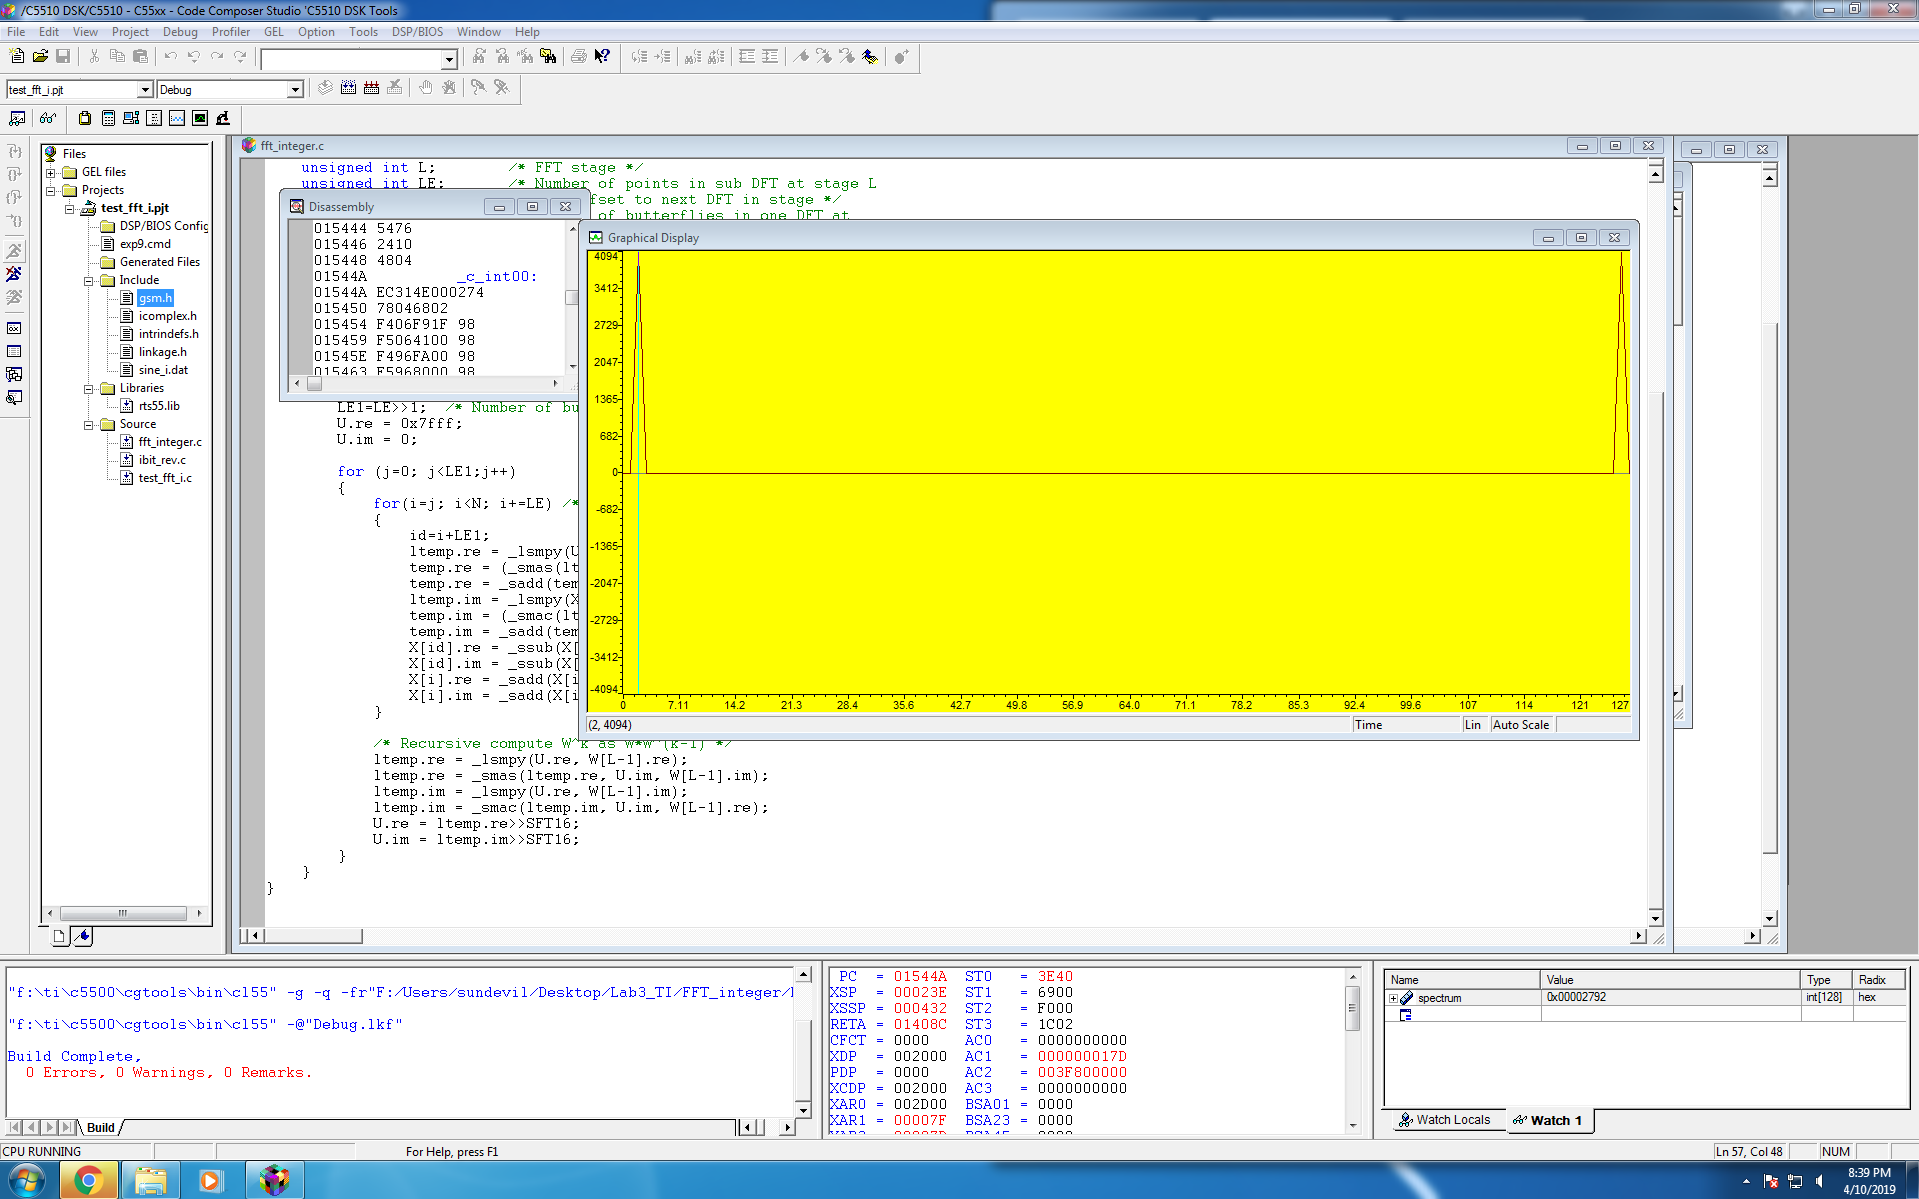 /C5510 DSK/C5510 - C55xx - Code Composer Studio 'C5510 DSK Tools
File Edit View Project Debug Profiler GEL Option Tools DSP/BIOS Window Help
test_fft_i.pjt Debug
Files
GEL files
Projects
test_fft_i.pjt
DSP/BIOS Config
exp9.cmd
Generated Files
Include
gsm.h
icomplex.h
intrindefs.h
linkage.h
sine_i.dat
Libraries
rts55.lib
Source
fft_integer.c
ibit_rev.c
test_fft_i.c
fft_integer.c
unsigned int L; /* FFT stage */
unsigned int LE; /* Number of points in sub DFT at stage L
fset to next DFT in stage */
of butterflies in one DFT at
Disassembly
015444 5476
015446 2410
015448 4804
01544A _c_int00:
01544A EC314E000274
015450 78046802
015454 F406F91F 98
015459 F5064100 98
01545E F496FA00 98
015463 F5968000 98
LE1=LE>>1; /* Number of bu
U.re = 0x7fff;
U.im = 0;
for (j=0; j<LE1;j++)
{
for(i=j; i<N; i+=LE) /*
{
id=i+LE1;
ltemp.re = _lsmpy(U
temp.re = (_smas(lt
temp.re = _sadd(tem
ltemp.im = _lsmpy(X
temp.im = (_smac(lt
temp.im = _sadd(tem
X[id].re = _ssub(X[
X[id].im = _ssub(X[
X[i].re = _sadd(X[i
X[i].im = _sadd(X[i
}
/* Recursive compute W^k as W*W^(k-1) */
ltemp.re = _lsmpy(U.re, W[L-1].re);
ltemp.re = _smas(ltemp.re, U.im, W[L-1].im);
ltemp.im = _lsmpy(U.re, W[L-1].im);
ltemp.im = _smac(ltemp.im, U.im, W[L-1].re);
U.re = ltemp.re>>SFT16;
U.im = ltemp.im>>SFT16;
}
}
}
Graphical Display
4094
3412
2729
2047
1365
682
0
-682
-1365
-2047
-2729
-3412
-4094
0 7.11 14.2 21.3 28.4 35.6 42.7 49.8 56.9 64.0 71.1 78.2 85.3 92.4 99.6 107 114 121 127
(2, 4094) Time Lin Auto Scale
"f:\ti\c5500\cgtools\bin\cl55" -g -q -fr"F:/Users/sundevil/Desktop/Lab3_TI/FFT_integer/
"f:\ti\c5500\cgtools\bin\cl55" -@"Debug.lkf"
Build Complete,
0 Errors, 0 Warnings, 0 Remarks.
Build
PC = 01544A ST0 = 3E40
XSP = 00023E ST1 = 6900
XSSP = 000432 ST2 = F000
RETA = 01408C ST3 = 1C02
CFCT = 0000 AC0 = 0000000000
XDP = 002000 AC1 = 000000017D
PDP = 0000 AC2 = 003F800000
XCDP = 002000 AC3 = 0000000000
XAR0 = 002D00 BSA01 = 0000
XAR1 = 00007F BSA23 = 0000
Name Value Type Radix
spectrum 0x00002792 int[128] hex
Watch Locals Watch 1
CPU RUNNING For Help, press F1 Ln 57, Col 48 NUM
8:39 PM
4/10/2019